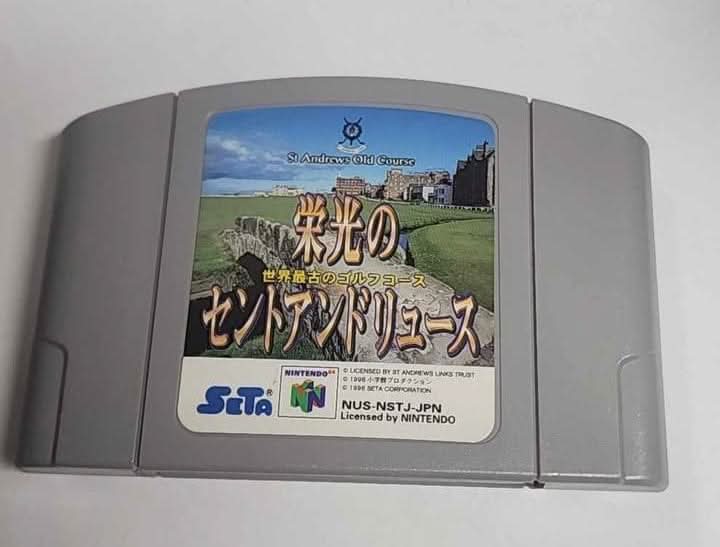 St Andrews Old Course
栄光の
世界最古のゴルフコース
セントアンドリュース
SETA®
NINTENDO 64
© LICENSED BY ST ANDREWS LINKS TRUST
© 1996 小学館プロダクション
© 1996 SETA CORPORATION
NUS-NSTJ-JPN
Licensed by NINTENDO